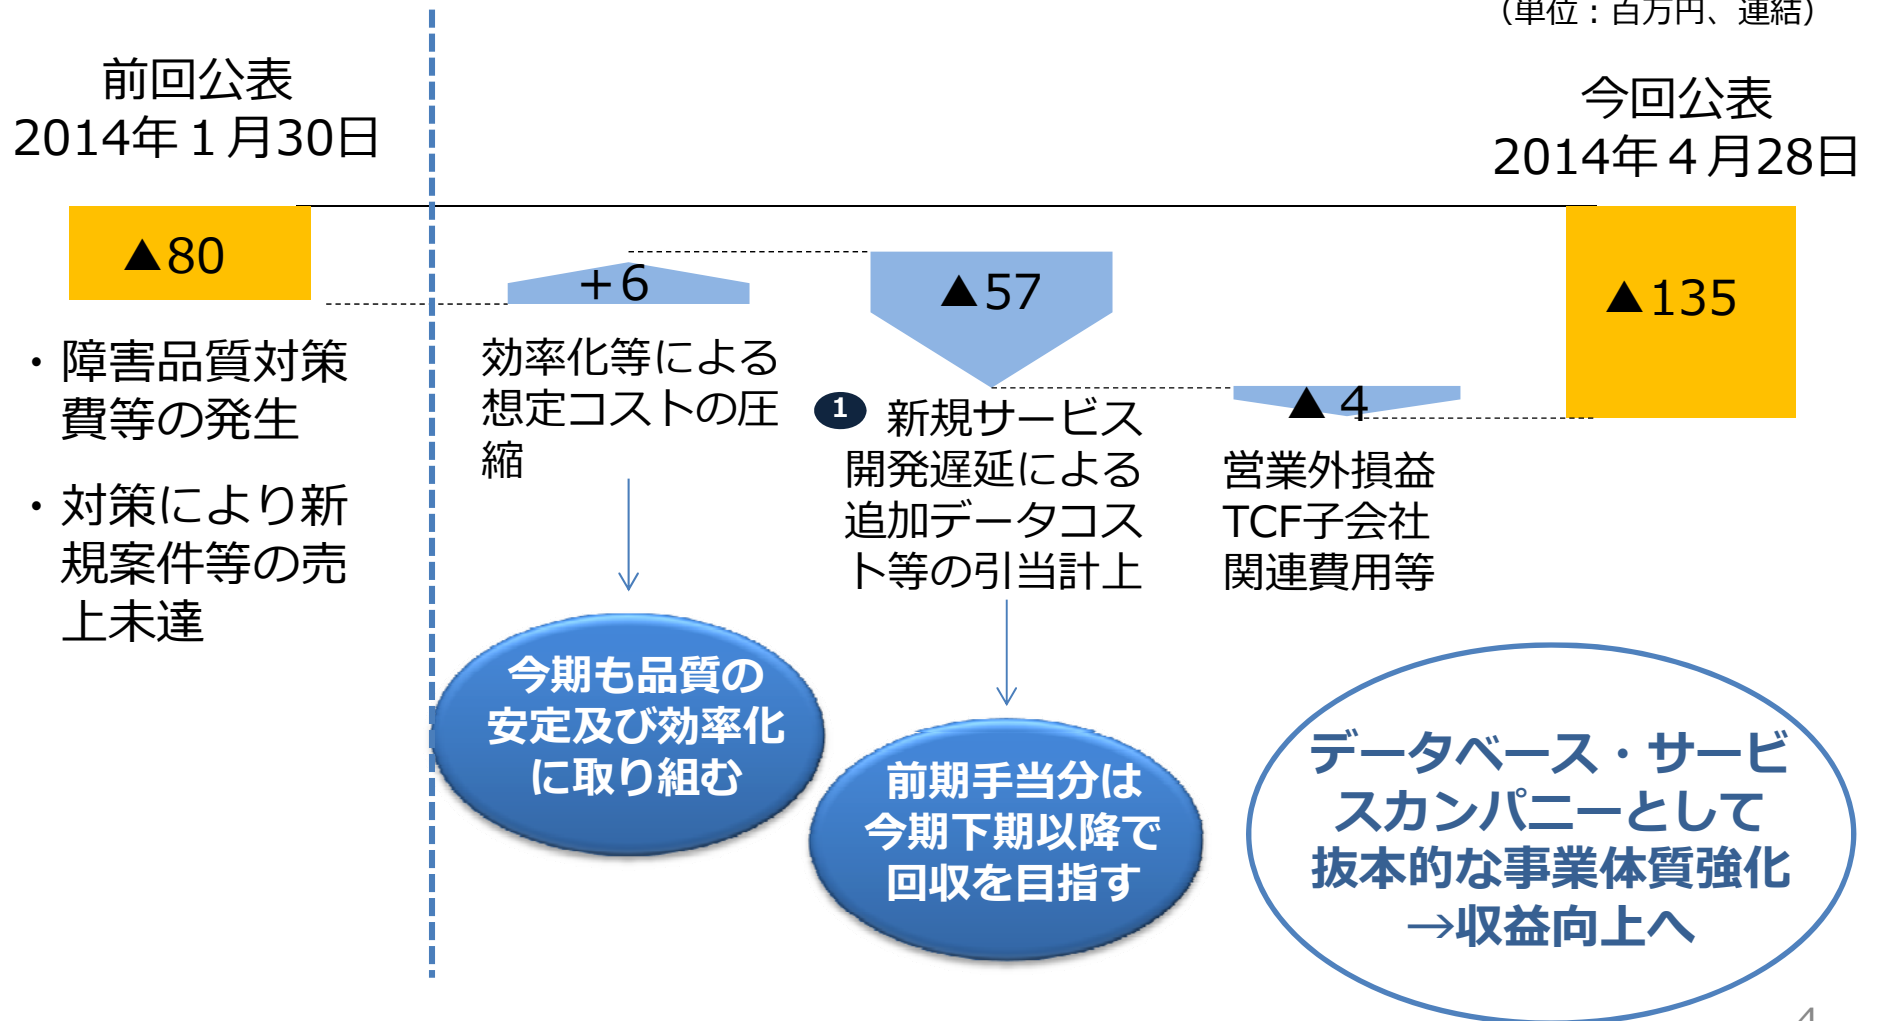 （単位：百万円、連結）
前回公表
2014年１月30日
今回公表
2014年４月28日
▲80
＋6
▲57
▲ 4
▲135
・障害品質対策
費等の発生
・対策により新
規案件等の売
上未達
効率化等による
想定コストの圧
縮
1 新規サービス
開発遅延による
追加データコス
ト等の引当計上
営業外損益
TCF子会社
関連費用等
今期も品質の
安定及び効率化
に取り組む
前期手当分は
今期下期以降で
回収を目指す
データベース・サービ
スカンパニーとして
抜本的な事業体質強化
→収益向上へ
4